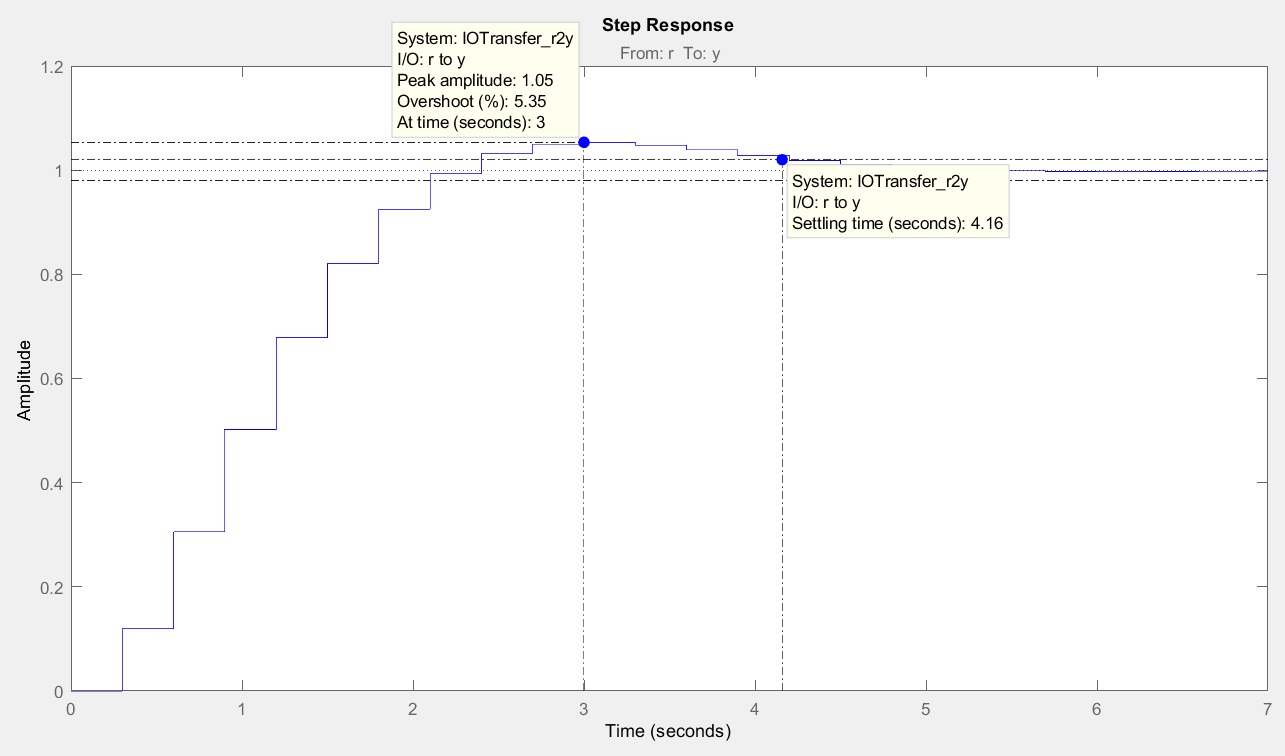 Step Response
From: r To: y
System: IOTransfer_r2y
I/O: r to y
Peak amplitude: 1.05
Overshoot (%): 5.35
At time (seconds): 3
System: IOTransfer_r2y
I/O: r to y
Settling time (seconds): 4.16
Amplitude
1.2
1
0.8
0.6
0.4
0.2
0
0 1 2 3 4 5 6 7
Time (seconds)